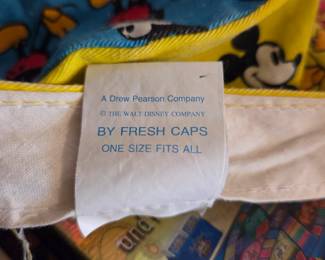 A Drew Pearson Company
© THE WALT DISNEY COMPANY
BY FRESH CAPS
ONE SIZE FITS ALL